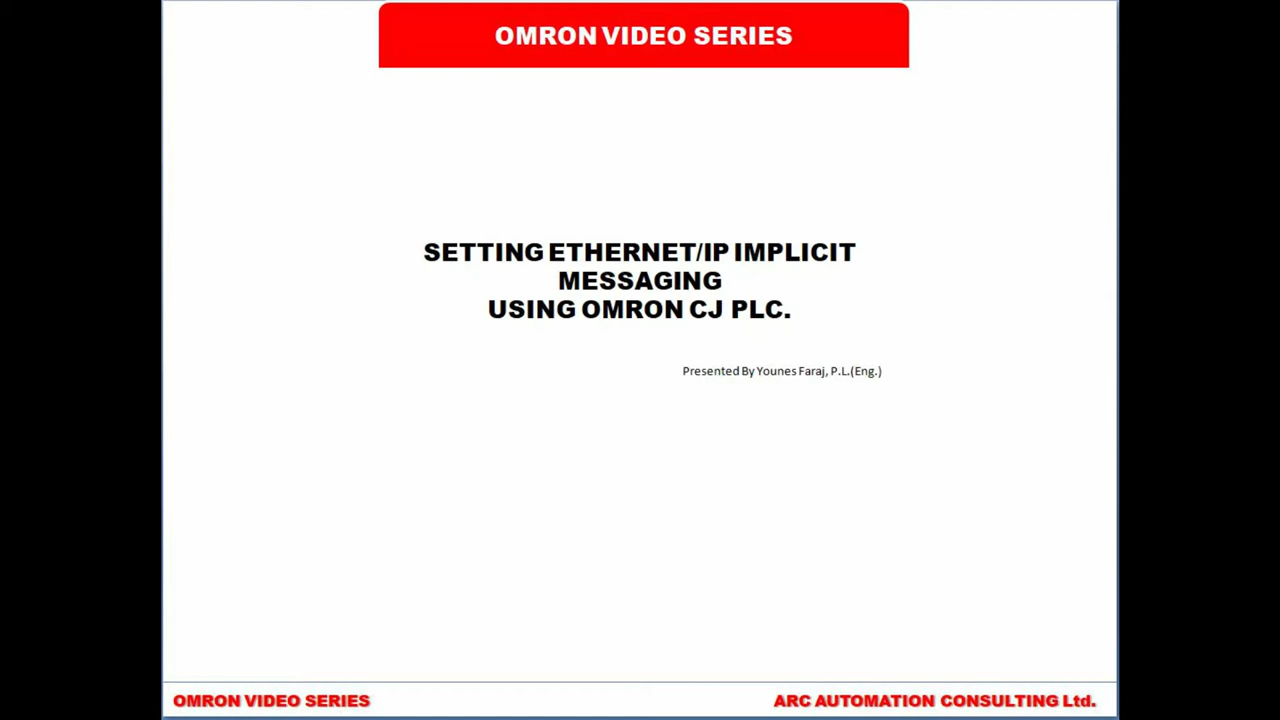 OMRON VIDEO SERIES
SETTING ETHERNET/IP IMPLICIT
MESSAGING
USING OMRON CJ PLC.
Presented By Younes Faraj, P.L.(Eng.)
OMRON VIDEO SERIES
ARC AUTOMATION CONSULTING Ltd.